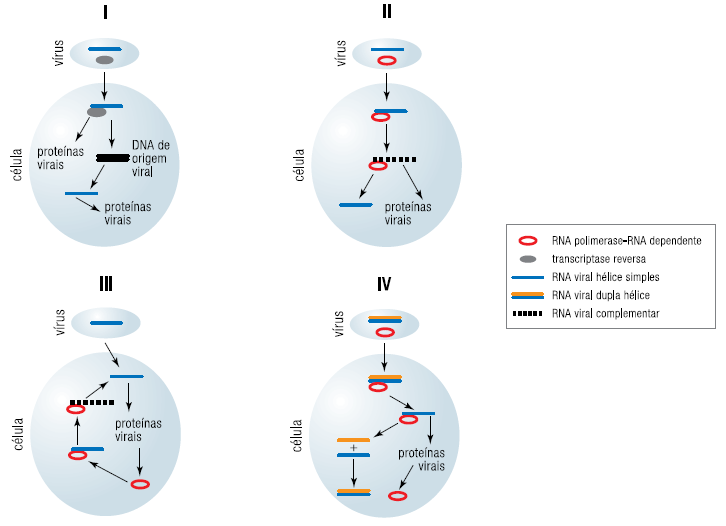 I
vírus
célula
proteínas
virais
DNA de
origem
viral
proteínas
virais
II
vírus
célula
proteínas
virais
III
vírus
célula
proteínas
virais
IV
vírus
célula
+
proteínas
virais
RNA polimerase-RNA dependente
transcriptase reversa
RNA viral hélice simples
RNA viral dupla hélice
RNA viral complementar